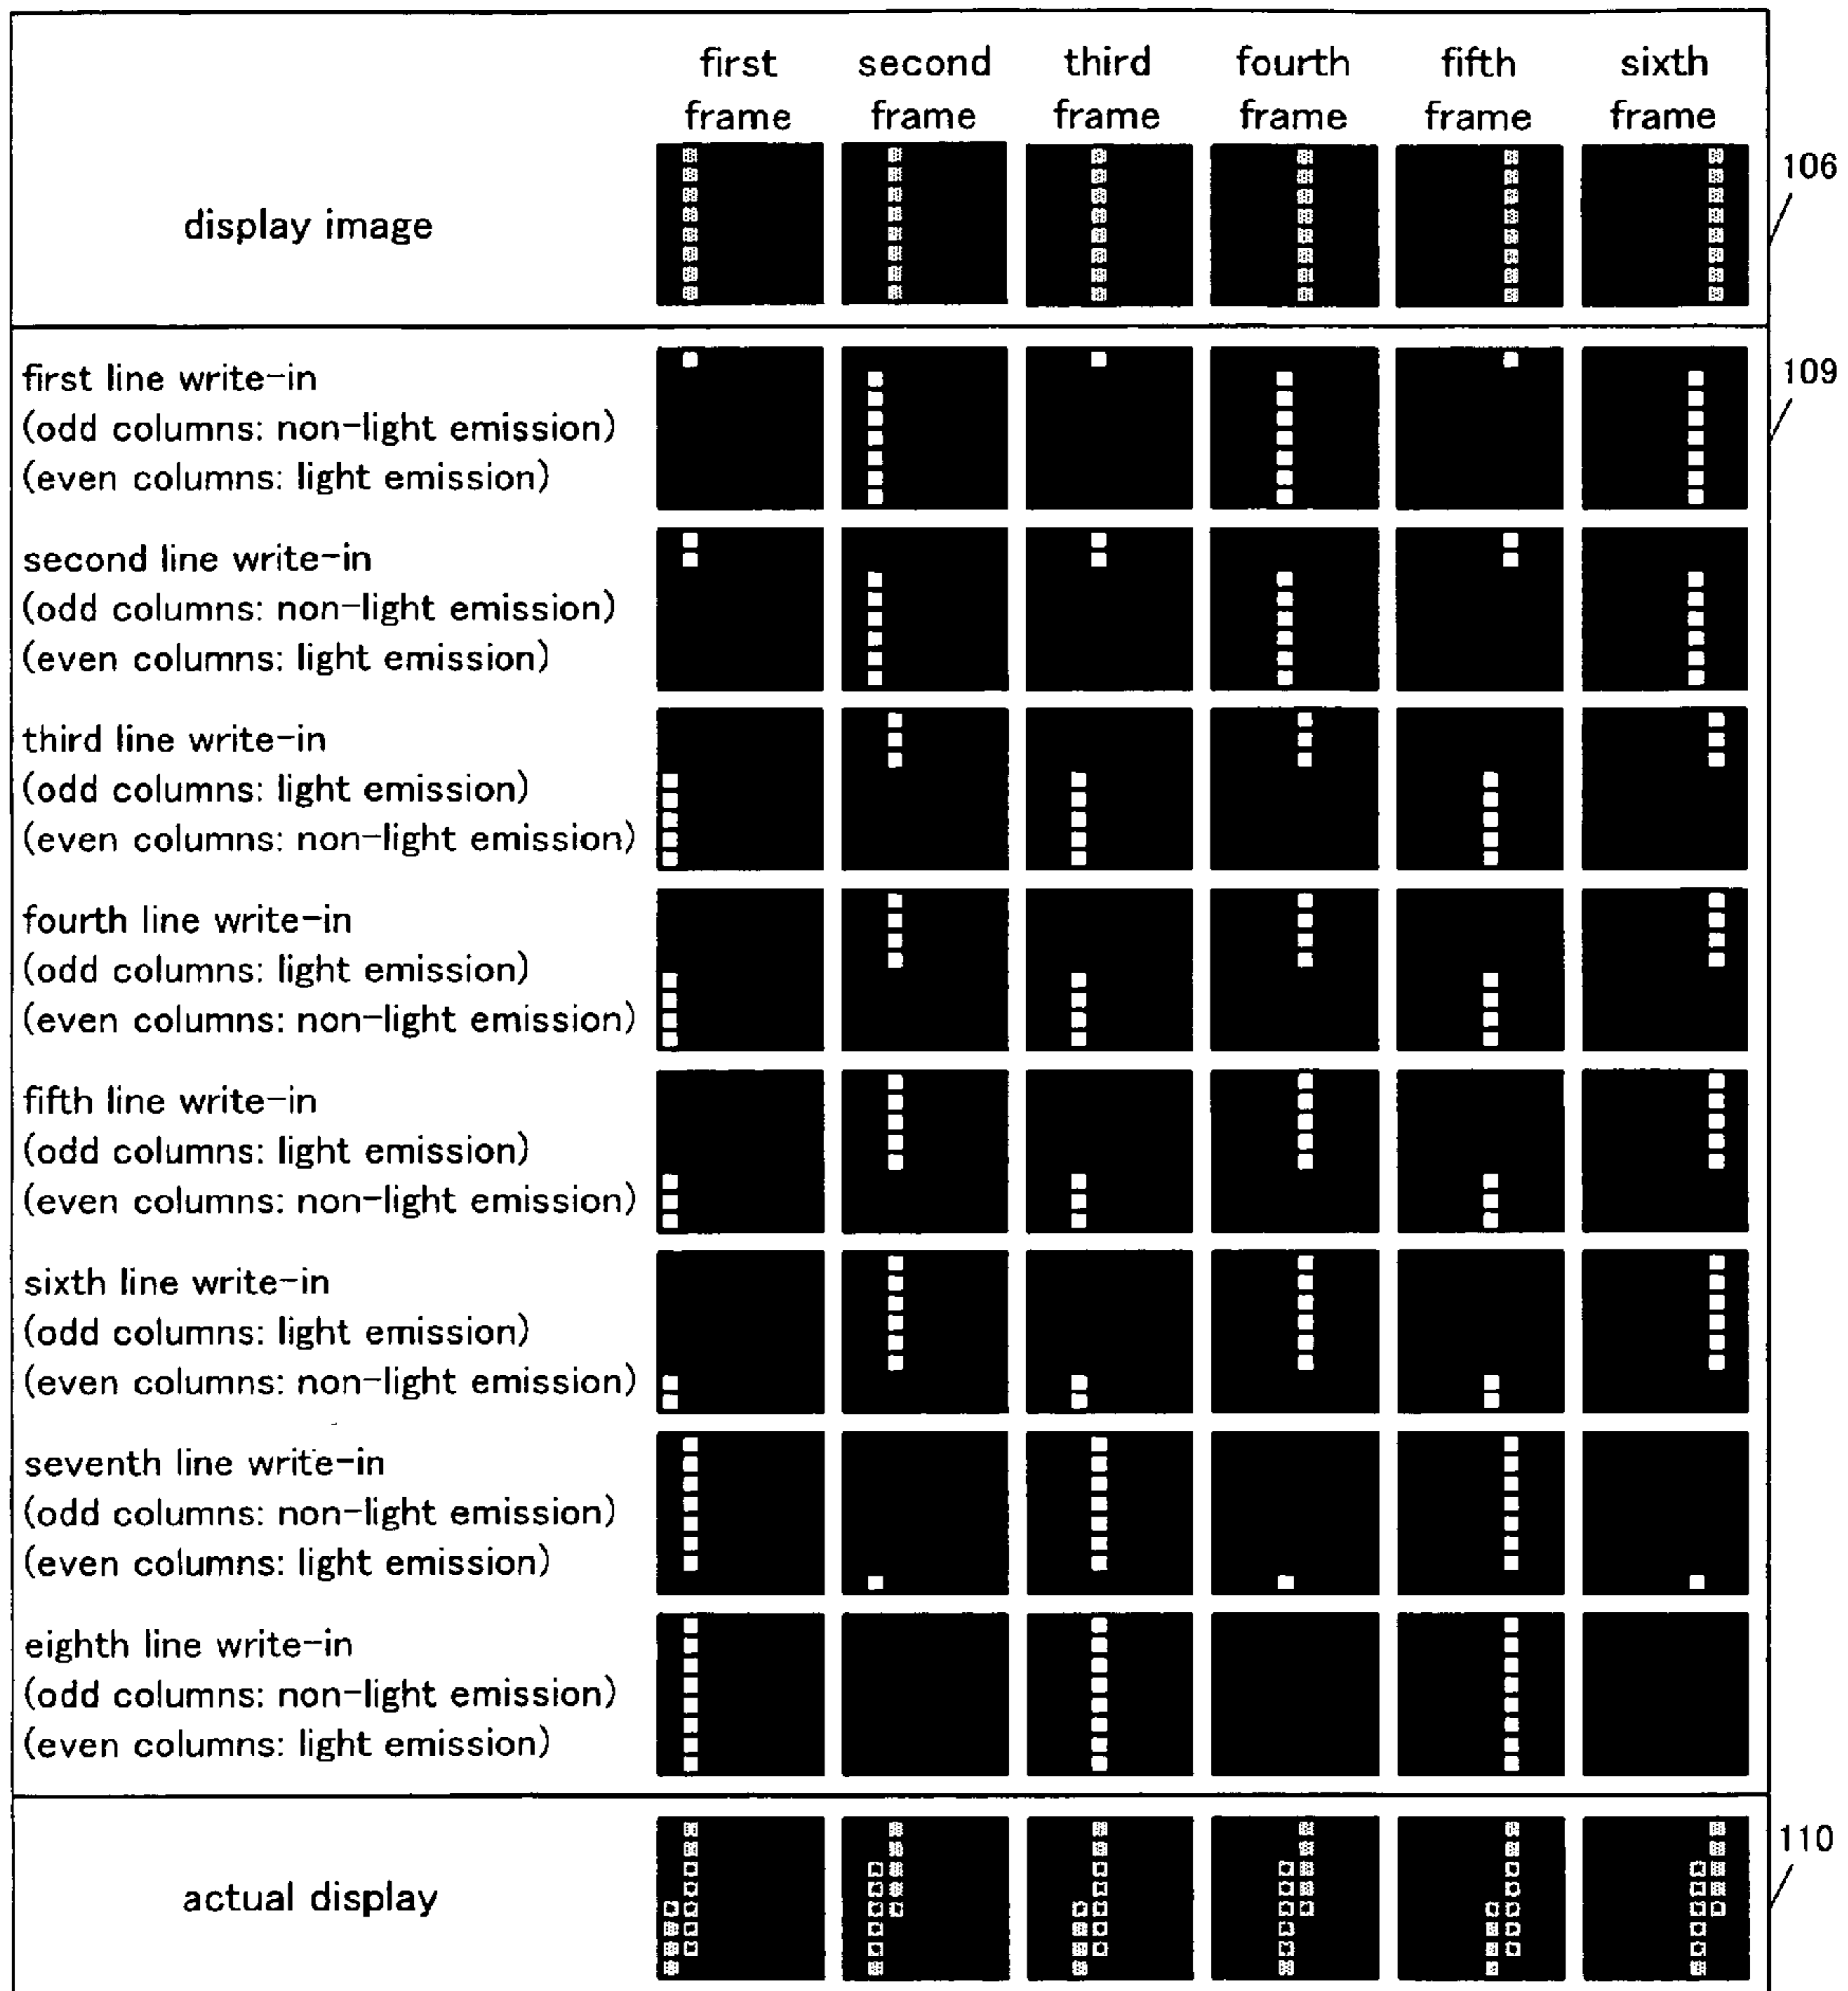 first second third fourth fifth sixth
frame frame frame frame frame frame
106
display image
109
first line write-in
(odd columns: non-light emission)
(even columns: light emission)
second line write-in
(odd columns: non-light emission)
(even columns: light emission)
third line write-in
(odd columns: light emission)
(even columns: non-light emission)
fourth line write-in
(odd columns: light emission)
(even columns: non-light emission)
fifth line write-in
(odd columns: light emission)
(even columns: non-light emission)
sixth line write-in
(odd columns: light emission)
(even columns: non-light emission)
seventh line write-in
(odd columns: non-light emission)
(even columns: light emission)
eighth line write-in
(odd columns: non-light emission)
(even columns: light emission)
110
actual display